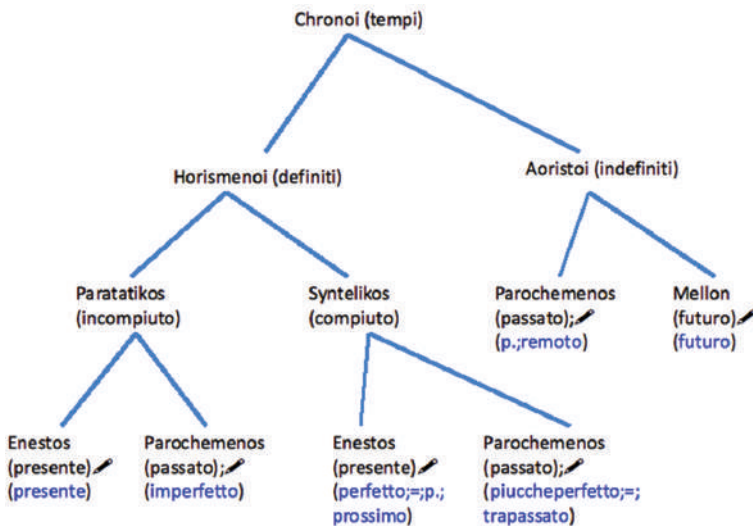 Chronoi (tempi)
Horismenoi (definiti)
Aoristoi (indefiniti)
Paratatikos
(incompiuto)
Syntelikos
(compiuto)
Parochemenos
(passato);
(p.;remoto)
Mellon
(futuro)
(futuro)
Enestos
(presente)
(presente)
Parochemenos
(passato);
(imperfetto)
Enestos
(presente)
(perfetto;=;p.;
prossimo)
Parochemenos
(passato);
(piuccheperfetto;=;
trapassato)